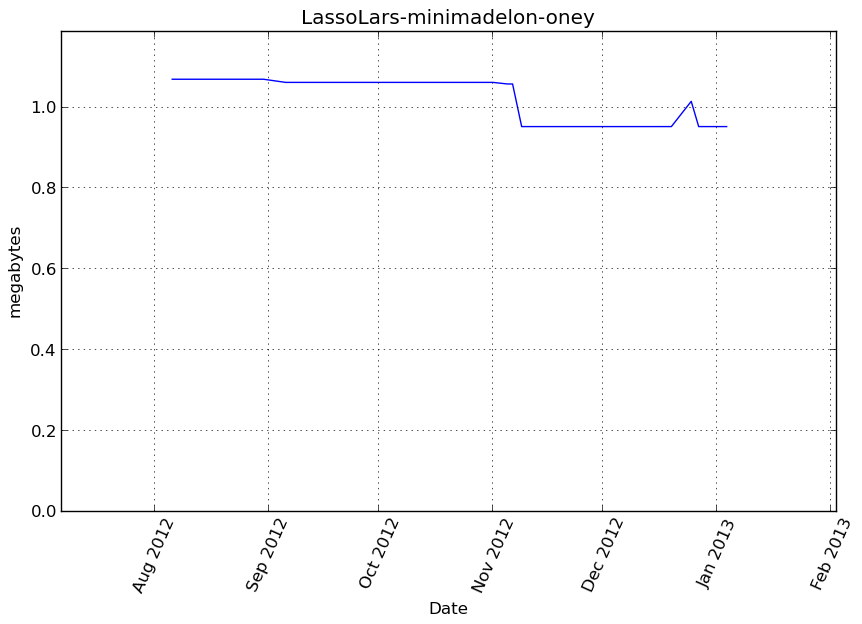 LassoLars-minimadelon-oney
megabytes
1.0
0.8
0.6
0.4
0.2
0.0
Aug 2012
Sep 2012
Oct 2012
Nov 2012
Dec 2012
Jan 2013
Feb 2013
Date